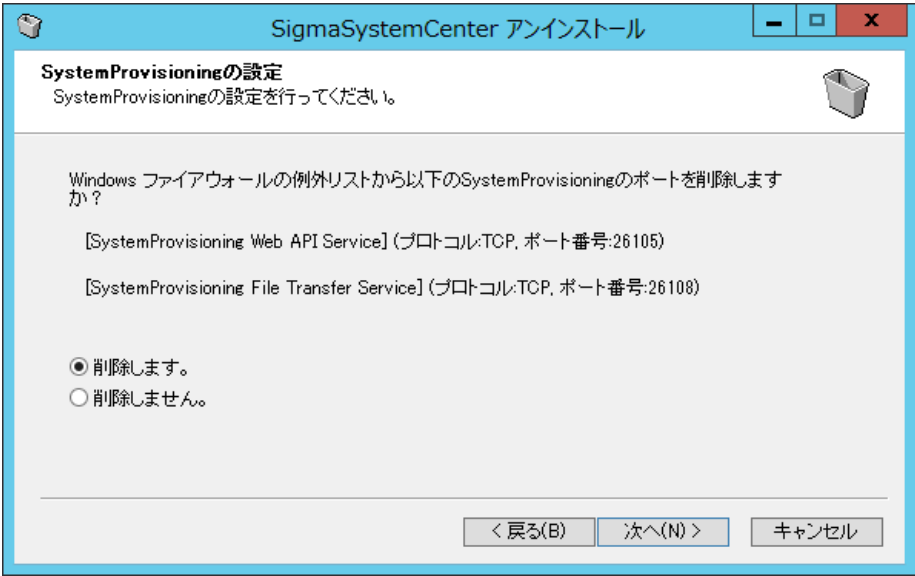 SigmaSystemCenter アンインストール
SystemProvisioningの設定
SystemProvisioningの設定を行ってください。
Windows ファイアウォールの例外リストから以下のSystemProvisioningのポートを削除します
か？
[SystemProvisioning Web API Service] (プロトコル:TCP, ポート番号:26105)
[SystemProvisioning File Transfer Service] (プロトコル:TCP, ポート番号:26108)
削除します。
削除しません。
< 戻る(B)
次へ(N) >
キャンセル